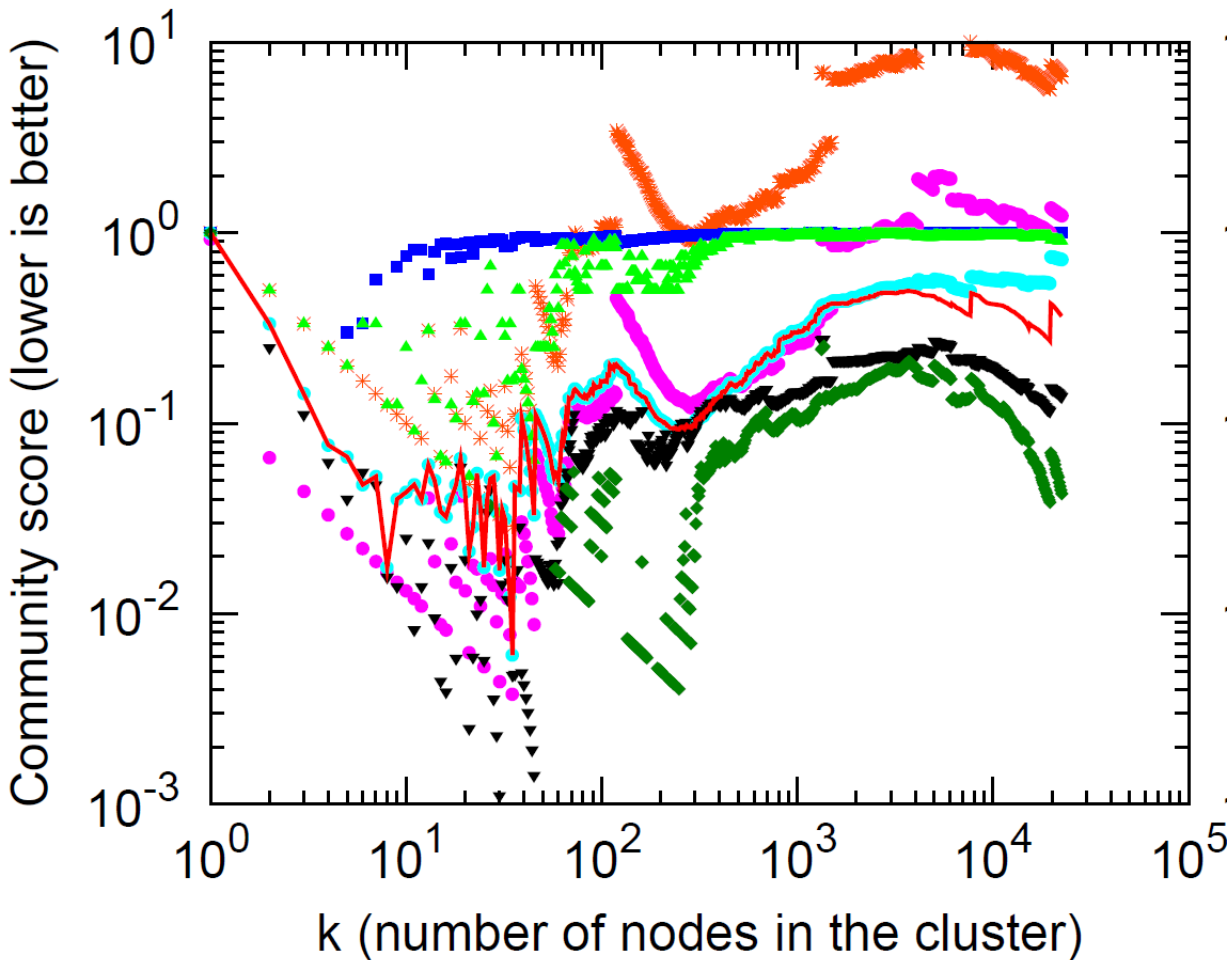 Community score (lower is better)
10^1
10^0
10^-1
10^-2
10^-3
10^0 10^1 10^2 10^3 10^4 10^5
k (number of nodes in the cluster)